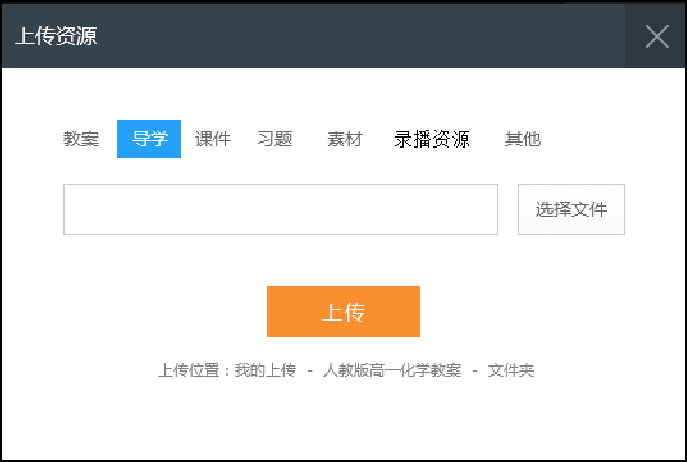 上传资源
教案 导学 课件 习题 素材 录播资源 其他
选择文件
上传
上传位置：我的上传 - 人教版高一化学教案 - 文件夹